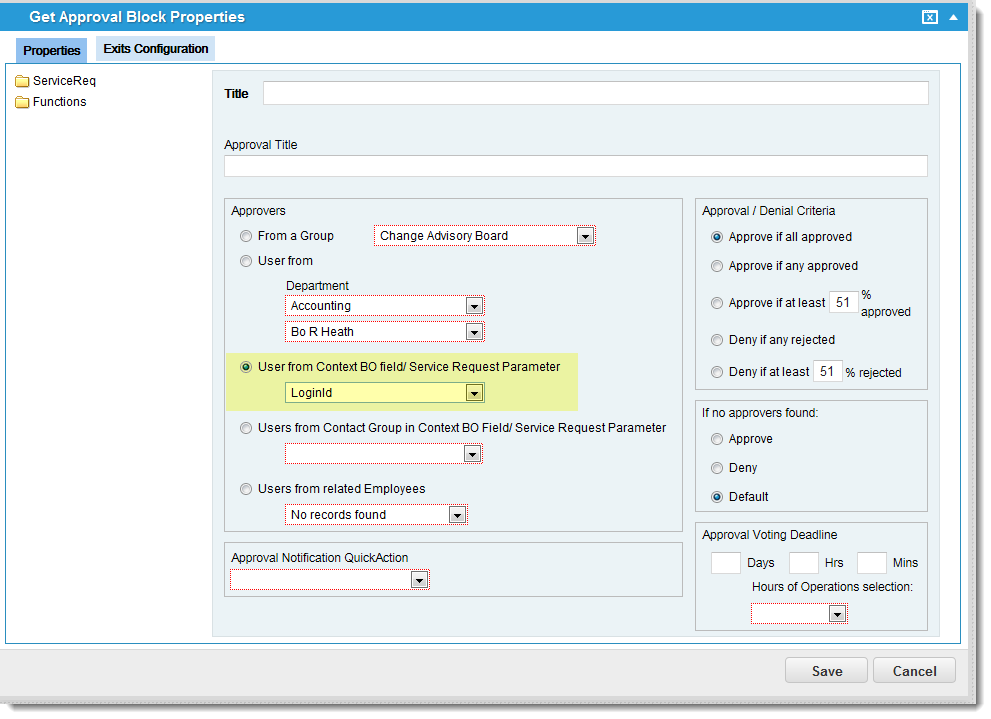 Get Approval Block Properties
Properties
Exits Configuration
ServiceReq
Functions
Title
Approval Title
Approvers
From a Group
Change Advisory Board
User from
Department
Accounting
Bo R Heath
User from Context BO field/ Service Request Parameter
LoginId
Users from Contact Group in Context BO Field/ Service Request Parameter
Users from related Employees
No records found
Approval Notification QuickAction
Approval / Denial Criteria
Approve if all approved
Approve if any approved
Approve if at least 51 % approved
Deny if any rejected
Deny if at least 51 % rejected
If no approvers found:
Approve
Deny
Default
Approval Voting Deadline
Days Hrs Mins
Hours of Operations selection:
Save
Cancel